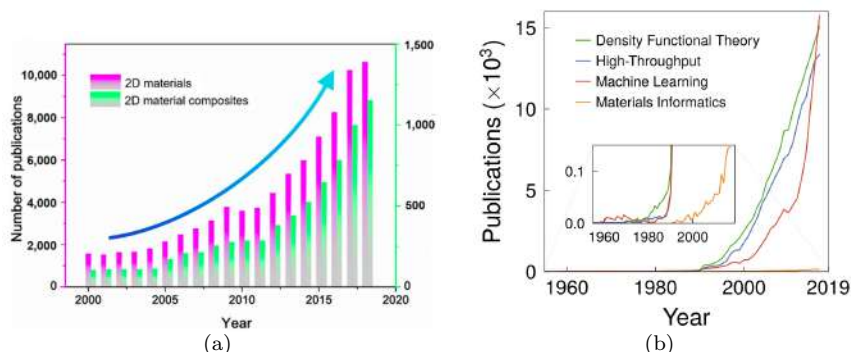 Number of publications
10,000
8,000
6,000
4,000
2,000
0
1,500
1,000
500
0
2D materials
2D material composites
2000
2005
2010
2015
2020
Year
(a)
Publications (×10³)
15
10
5
0
Density Functional Theory
High-Throughput
Machine Learning
Materials Informatics
0.1
0.0
1960
1980
2000
1960
1980
2000
2019
Year
(b)